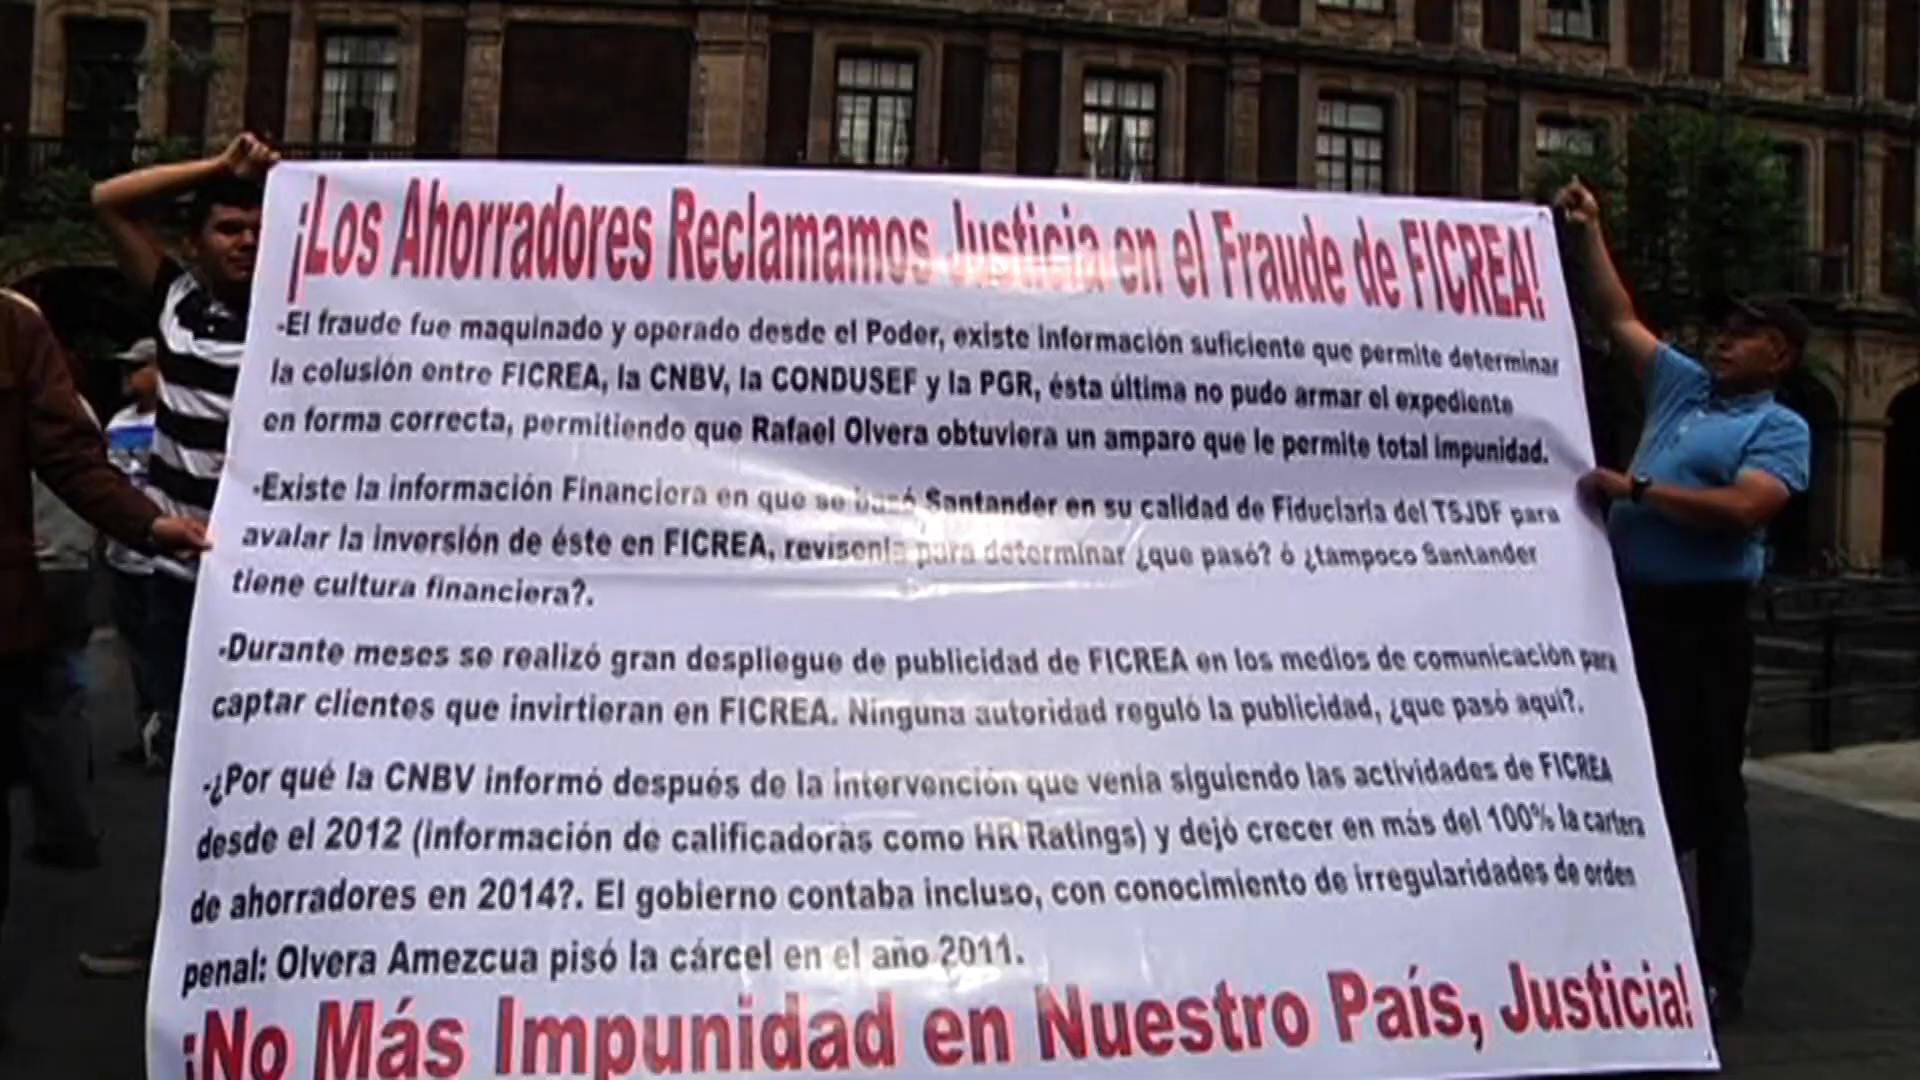 ¡Los Ahorradores Reclamamos Justicia en el Fraude de FICREA!
-El fraude fue maquinado y operado desde el Poder, existe información suficiente que permite determinar
la colusión entre FICREA, la CNBV, la CONDUSEF y la PGR, ésta última no pudo armar el expediente
en forma correcta, permitiendo que Rafael Olvera obtuviera un amparo que le permite total impunidad.
-Existe la información Financiera en que se basó Santander en su calidad de Fiduciaria del TSJDF para
avalar la inversión de éste en FICREA, revisenla para determinar ¿que pasó? ó ¿tampoco Santander
tiene cultura financiera?.
-Durante meses se realizó gran despliegue de publicidad de FICREA en los medios de comunicación para
captar clientes que invirtieran en FICREA. Ninguna autoridad reguló la publicidad, ¿que pasó aquí?.
-¿Por qué la CNBV informó después de la intervención que venía siguiendo las actividades de FICREA
desde el 2012 (información de calificadoras como HR Ratings) y dejó crecer en más del 100% la cartera
de ahorradores en 2014?. El gobierno contaba incluso, con conocimiento de irregularidades de orden
penal: Olvera Amezcua pisó la cárcel en el año 2011.
¡No Más Impunidad en Nuestro País, Justicia!